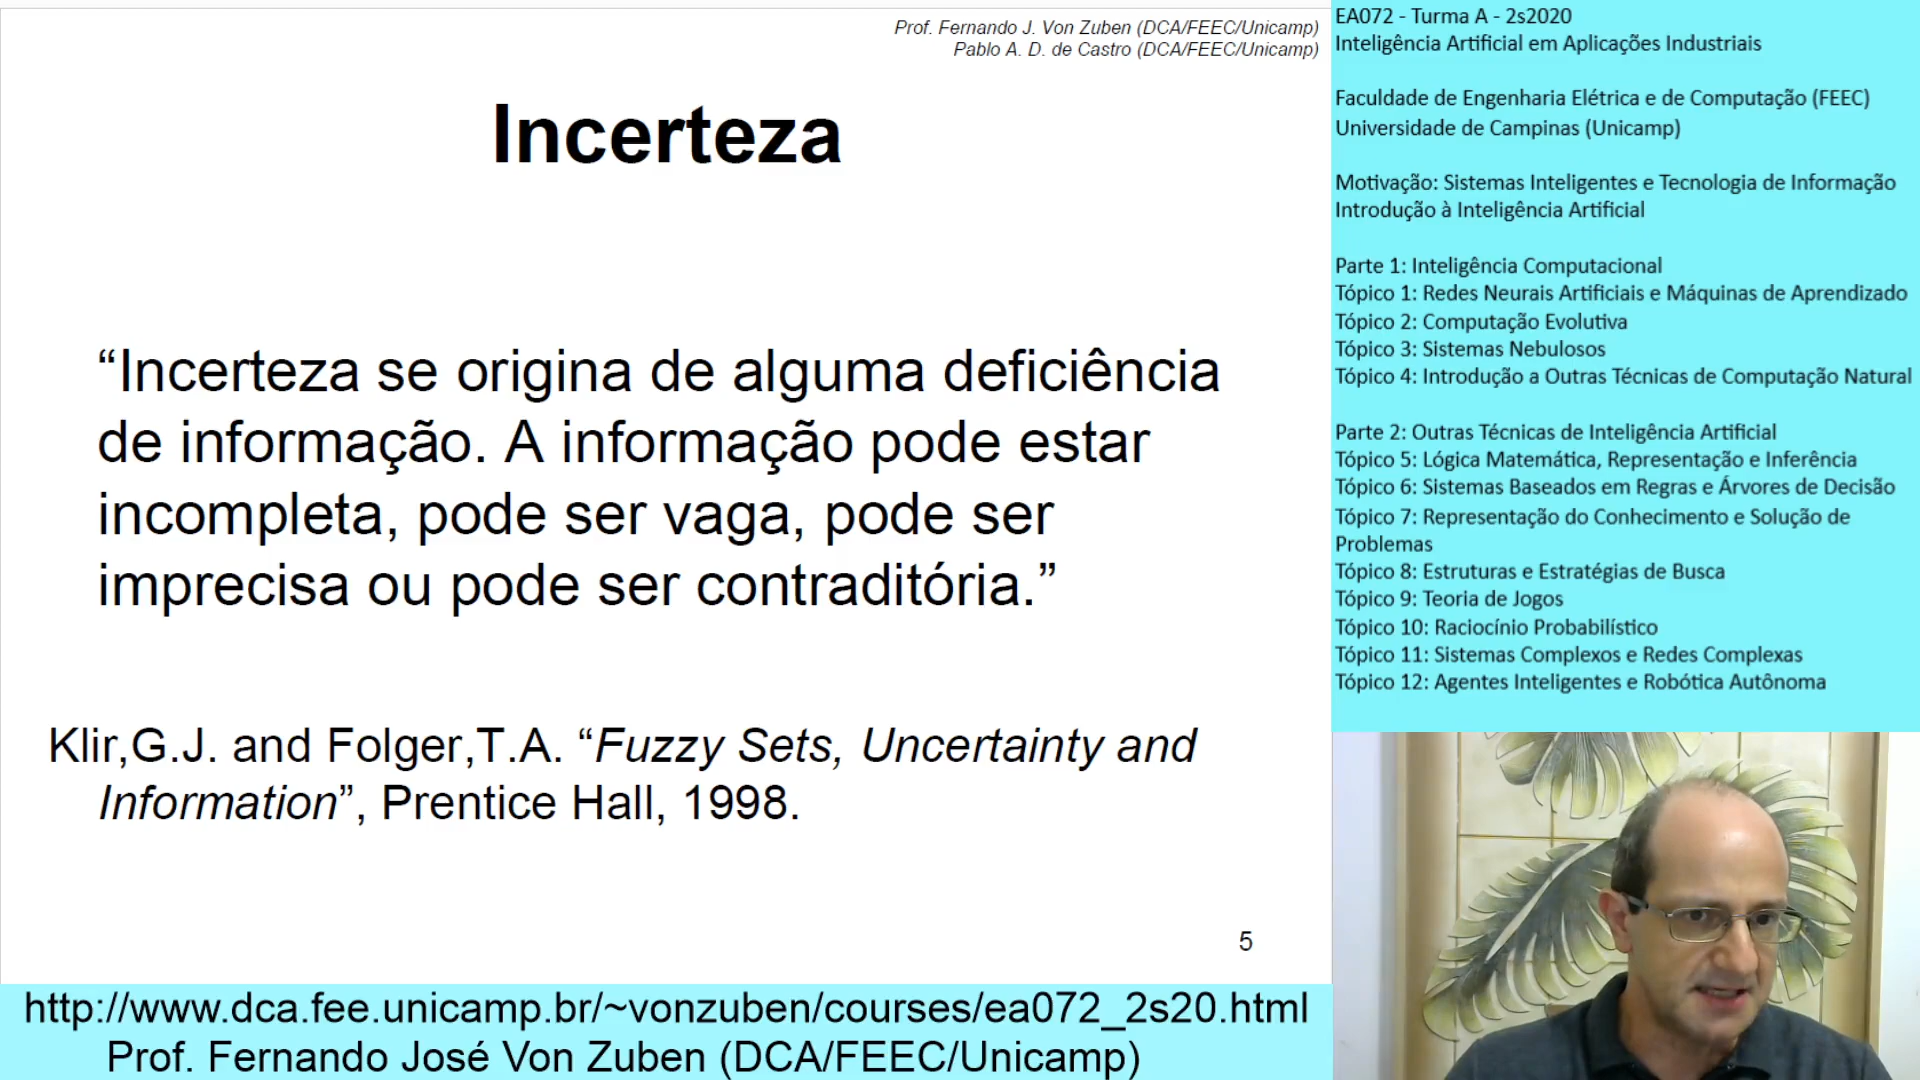 Prof. Fernando J. Von Zuben (DCA/FEEC/Unicamp)
Pablo A. D. de Castro (DCA/FEEC/Unicamp)
Incerteza
“Incerteza se origina de alguma deficiência
de informação. A informação pode estar
incompleta, pode ser vaga, pode ser
imprecisa ou pode ser contraditória.”
Klir,G.J. and Folger,T.A. “Fuzzy Sets, Uncertainty and
Information”, Prentice Hall, 1998.
5
http://www.dca.fee.unicamp.br/~vonzuben/courses/ea072_2s20.html
Prof. Fernando José Von Zuben (DCA/FEEC/Unicamp)
EA072 - Turma A - 2s2020
Inteligência Artificial em Aplicações Industriais
Faculdade de Engenharia Elétrica e de Computação (FEEC)
Universidade de Campinas (Unicamp)
Motivação: Sistemas Inteligentes e Tecnologia de Informação
Introdução à Inteligência Artificial
Parte 1: Inteligência Computacional
Tópico 1: Redes Neurais Artificiais e Máquinas de Aprendizado
Tópico 2: Computação Evolutiva
Tópico 3: Sistemas Nebulosos
Tópico 4: Introdução a Outras Técnicas de Computação Natural
Parte 2: Outras Técnicas de Inteligência Artificial
Tópico 5: Lógica Matemática, Representação e Inferência
Tópico 6: Sistemas Baseados em Regras e Árvores de Decisão
Tópico 7: Representação do Conhecimento e Solução de
Problemas
Tópico 8: Estruturas e Estratégias de Busca
Tópico 9: Teoria de Jogos
Tópico 10: Raciocínio Probabilístico
Tópico 11: Sistemas Complexos e Redes Complexas
Tópico 12: Agentes Inteligentes e Robótica Autônoma